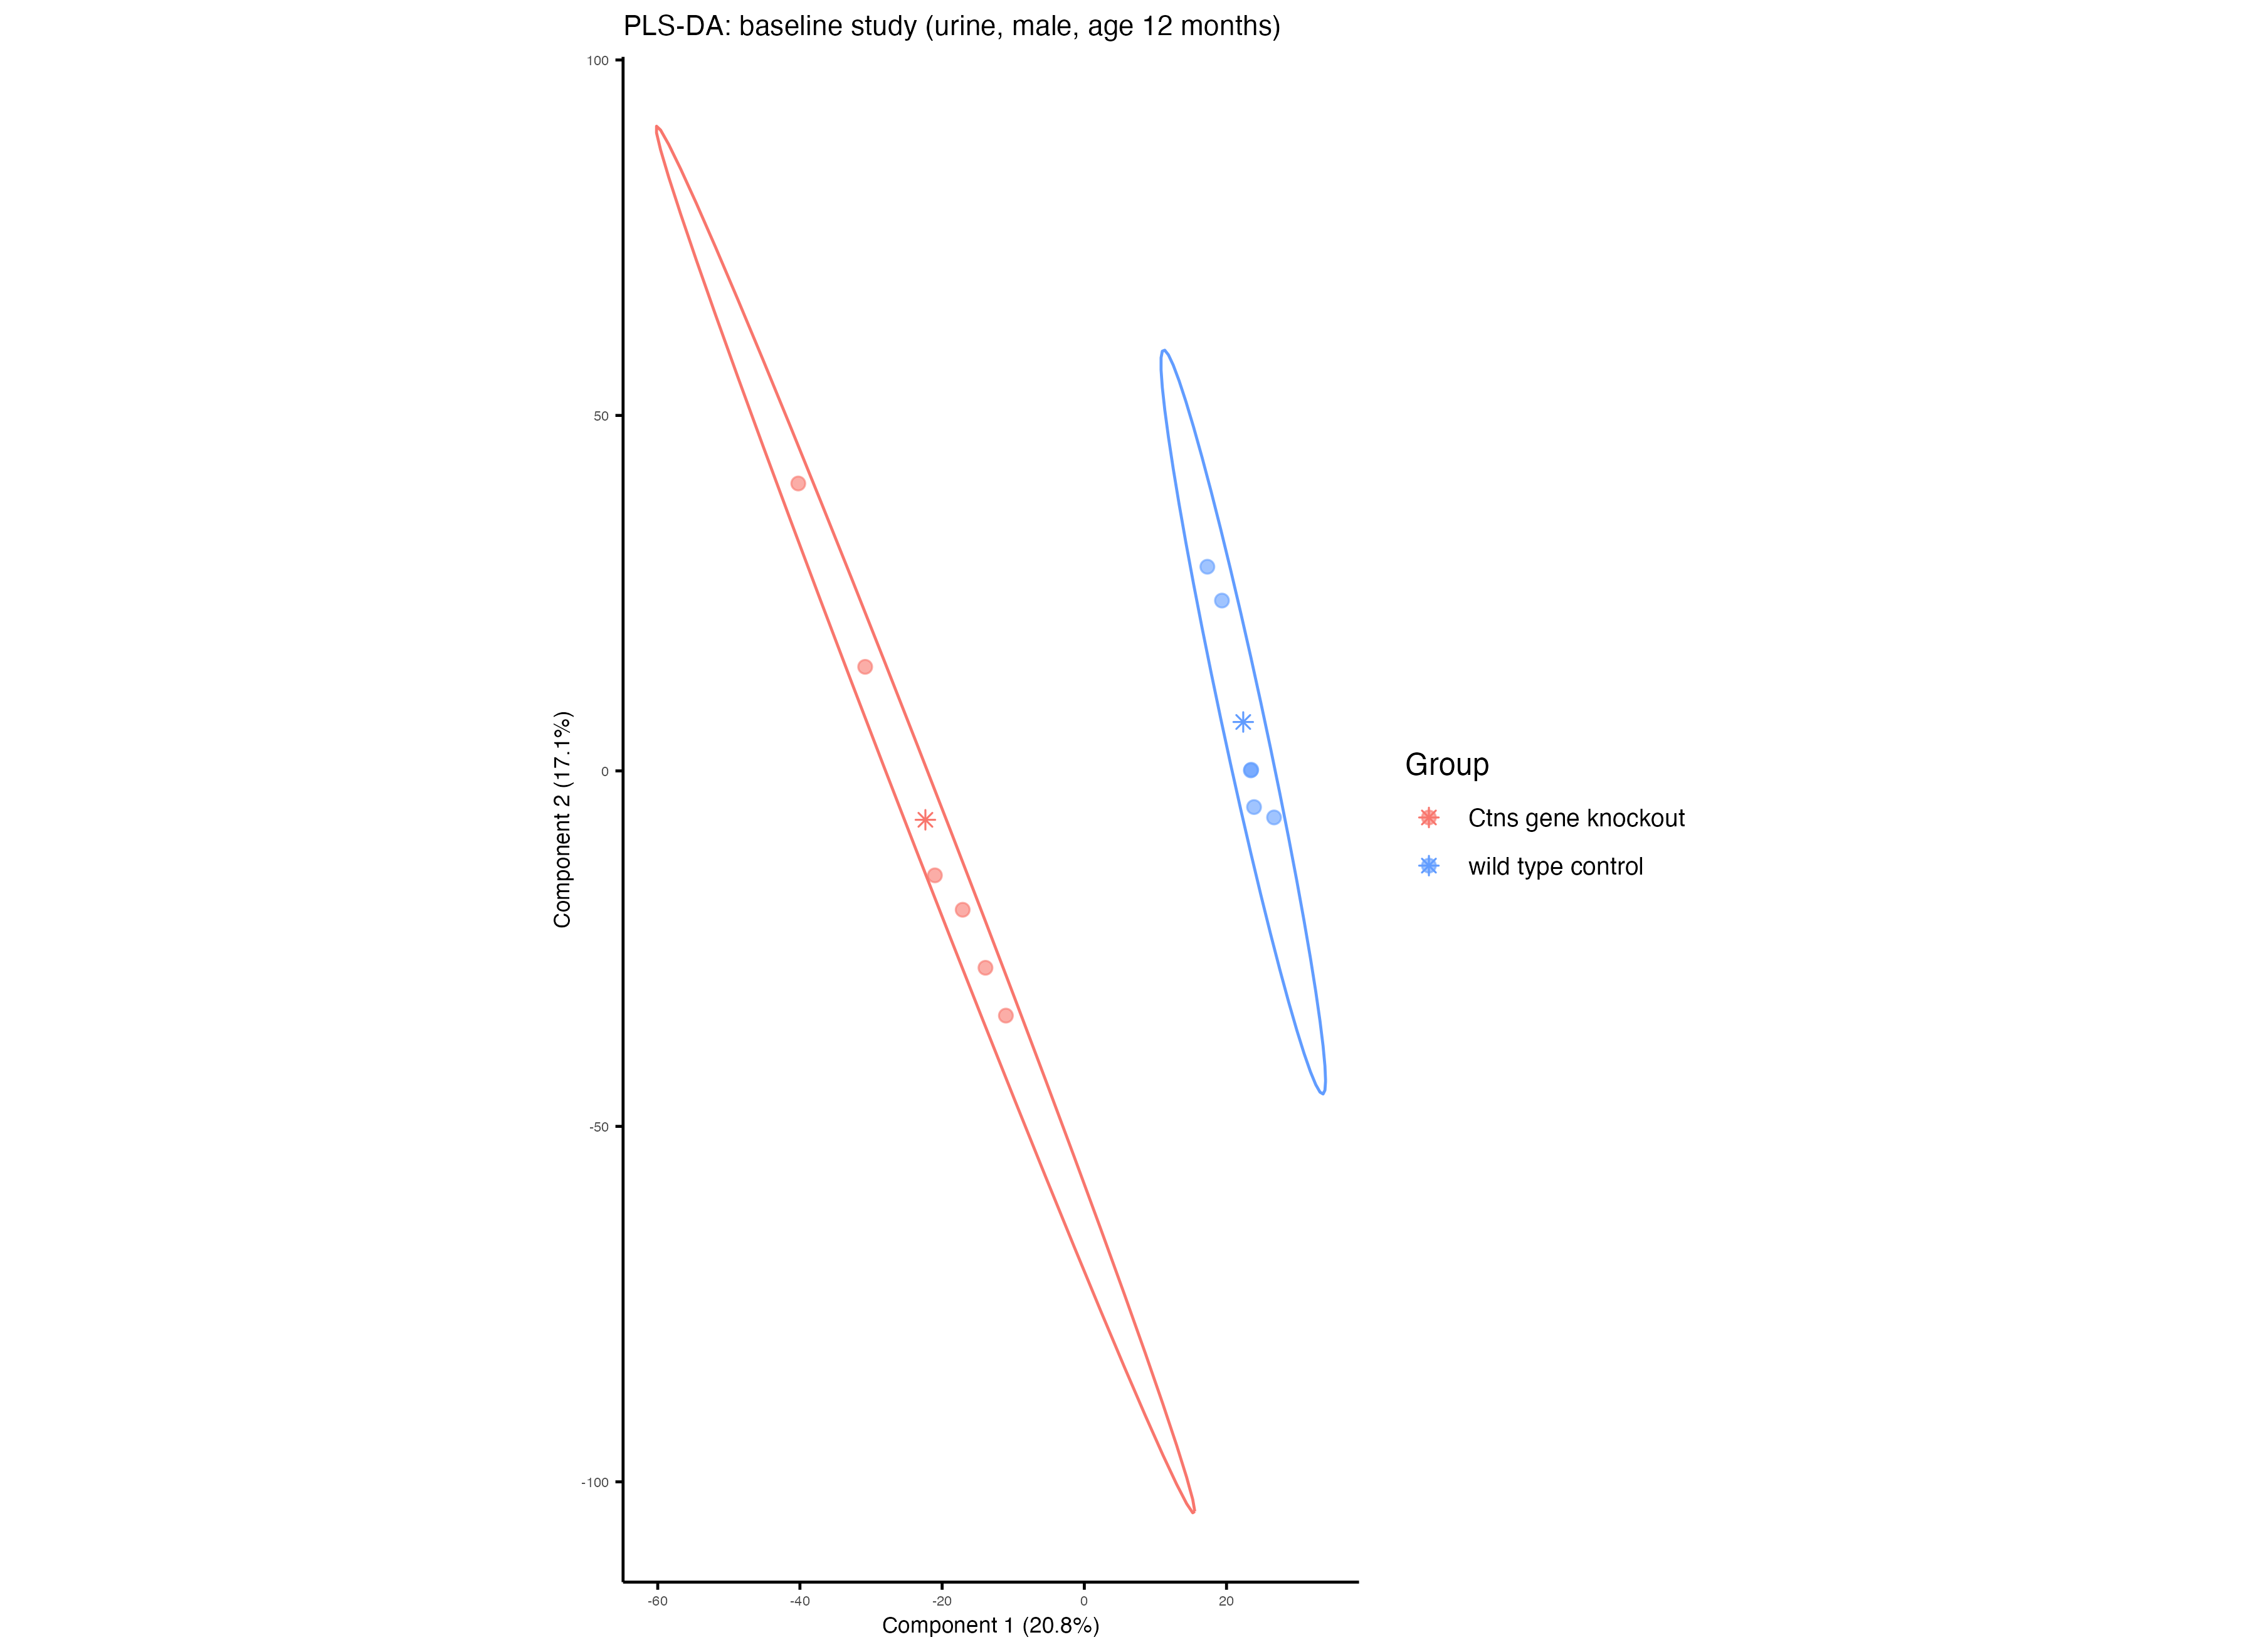 PLS-DA: baseline study (urine, male, age 12 months)
100
50
0
-50
-100
Component 2 (17.1%)
-60
-40
-20
0
20
Component 1 (20.8%)
Group
Ctns gene knockout
wild type control